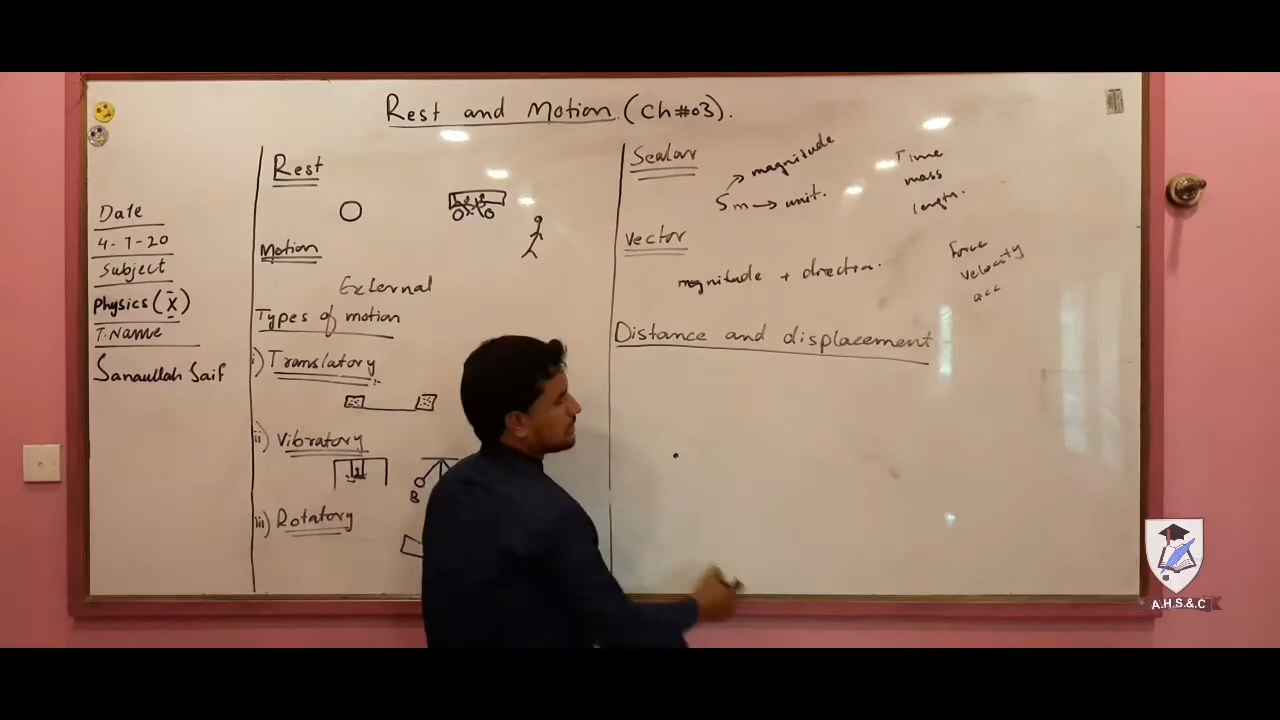 Rest and Motion (Ch#03).
Date
4-7-20
Subject
Physics (X)
T.Name
Sanaullah Saif
Rest
Motion
External
Types of motion
i) Translatory
ii) Vibratory
B
iii) Rotatory
Scalar
magnitude
5m → unit.
Time
mass
length.
Vector
magnitude + direction.
Force
velocity
acc
Distance and displacement
A.H.S.& C